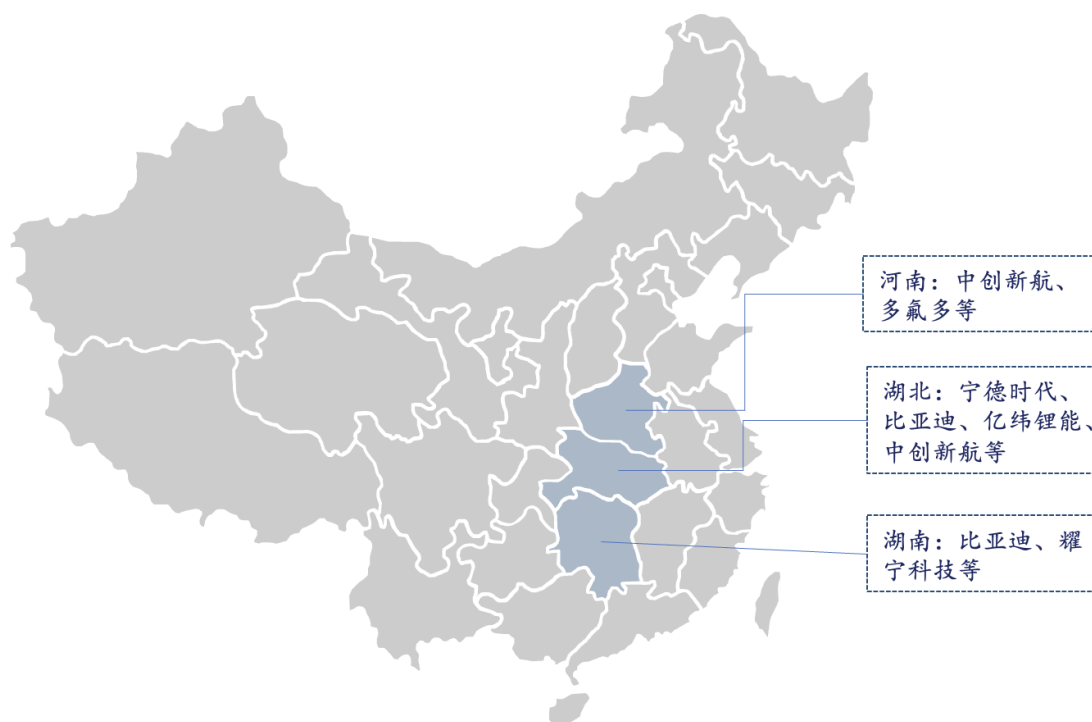 河南：中创新航、
多氟多等
湖北：宁德时代、
比亚迪、亿纬锂能、
中创新航等
湖南：比亚迪、耀
宁科技等